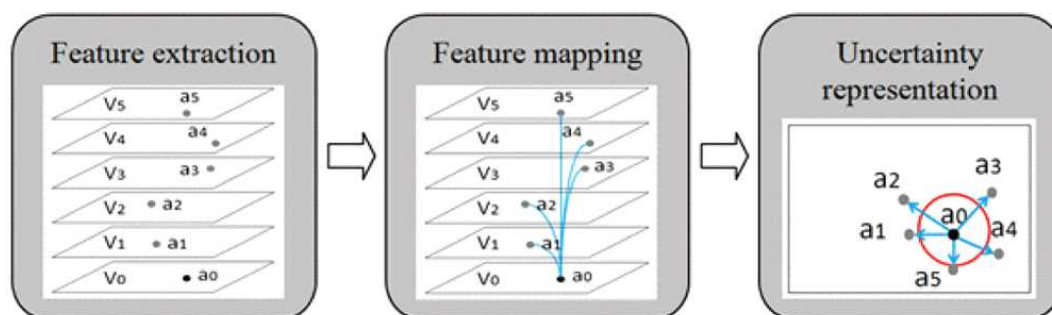 Feature extraction
V5 a5
V4 a4
V3 a3
V2 a2
V1 a1
V0 a0
Feature mapping
V5 a5
V4 a4
V3 a3
V2 a2
V1 a1
V0 a0
Uncertainty
representation
a2 a3
a0
a1 a4
a5